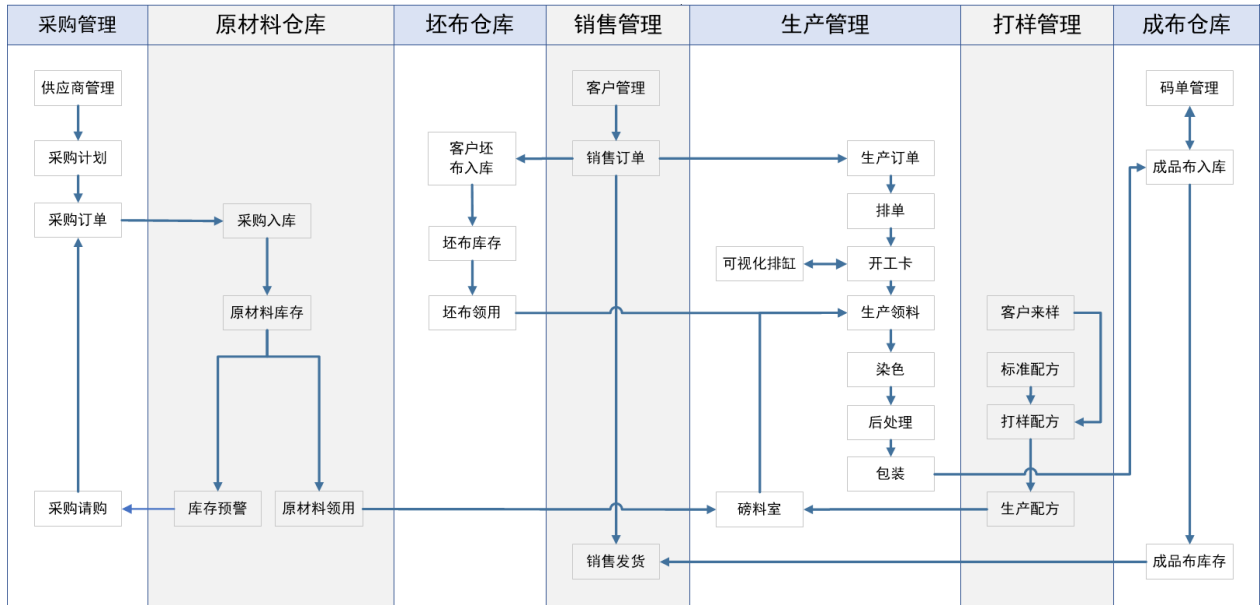 采购管理
原材料仓库
坯布仓库
销售管理
生产管理
打样管理
成布仓库
供应商管理
客户管理
码单管理
采购计划
客户坯
布入库
销售订单
生产订单
成品布入库
采购订单
采购入库
排单
坯布库存
可视化排缸
开工卡
原材料库存
坯布领用
生产领料
客户来样
染色
标准配方
后处理
打样配方
包装
采购请购
库存预警
原材料领用
磅料室
生产配方
销售发货
成品布库存